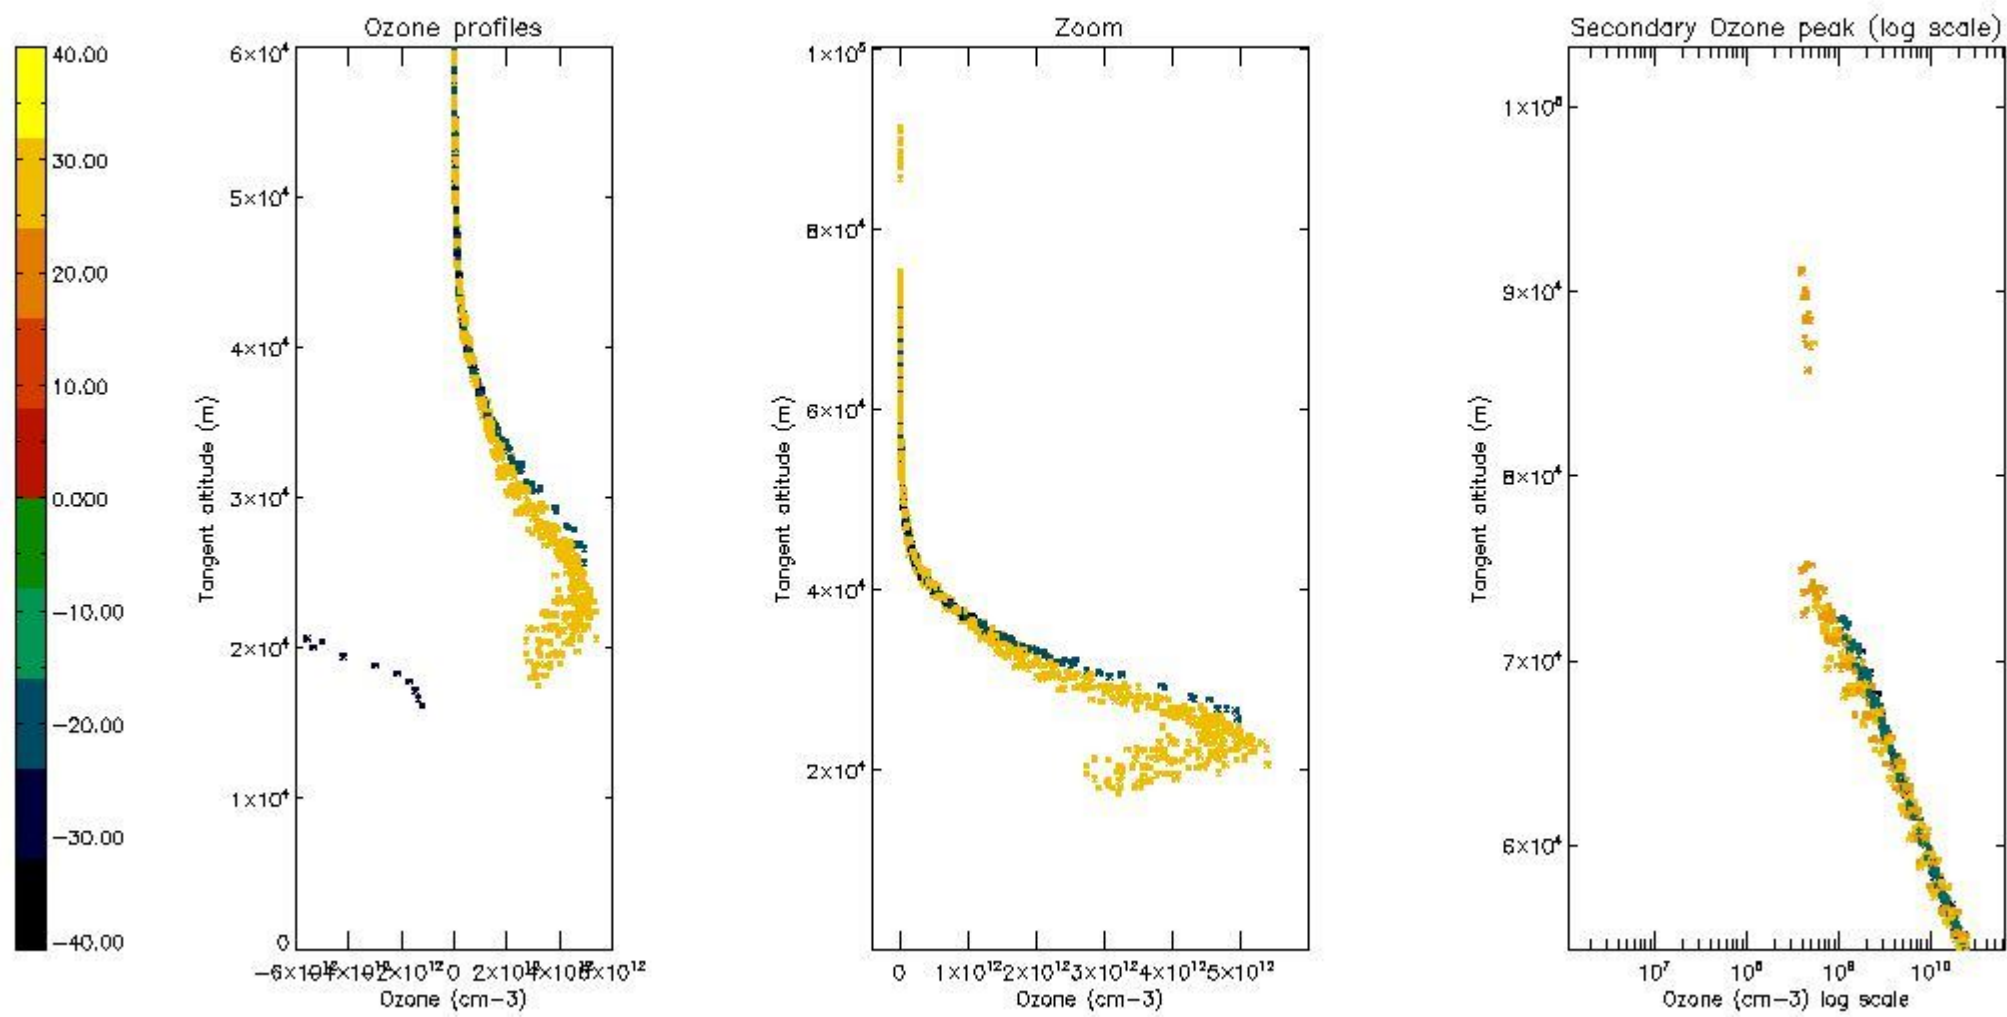 Ozone profiles
Zoom
Secondary Ozone peak (log scale)
40.00
30.00
20.00
10.00
0.000
−10.00
−20.00
−30.00
−40.00
6×10⁴
5×10⁴
4×10⁴
3×10⁴
2×10⁴
1×10⁴
0
Tangent altitude (m)
0
Ozone (cm−3)
1×10⁵
8×10⁴
6×10⁴
4×10⁴
2×10⁴
Tangent altitude (m)
0 1×10¹² 2×10¹² 3×10¹² 4×10¹² 5×10¹²
Ozone (cm−3)
9×10⁴
8×10⁴
7×10⁴
6×10⁴
Tangent altitude (m)
10⁷ 10⁸ 10⁹ 10¹⁰
Ozone (cm−3) log scale